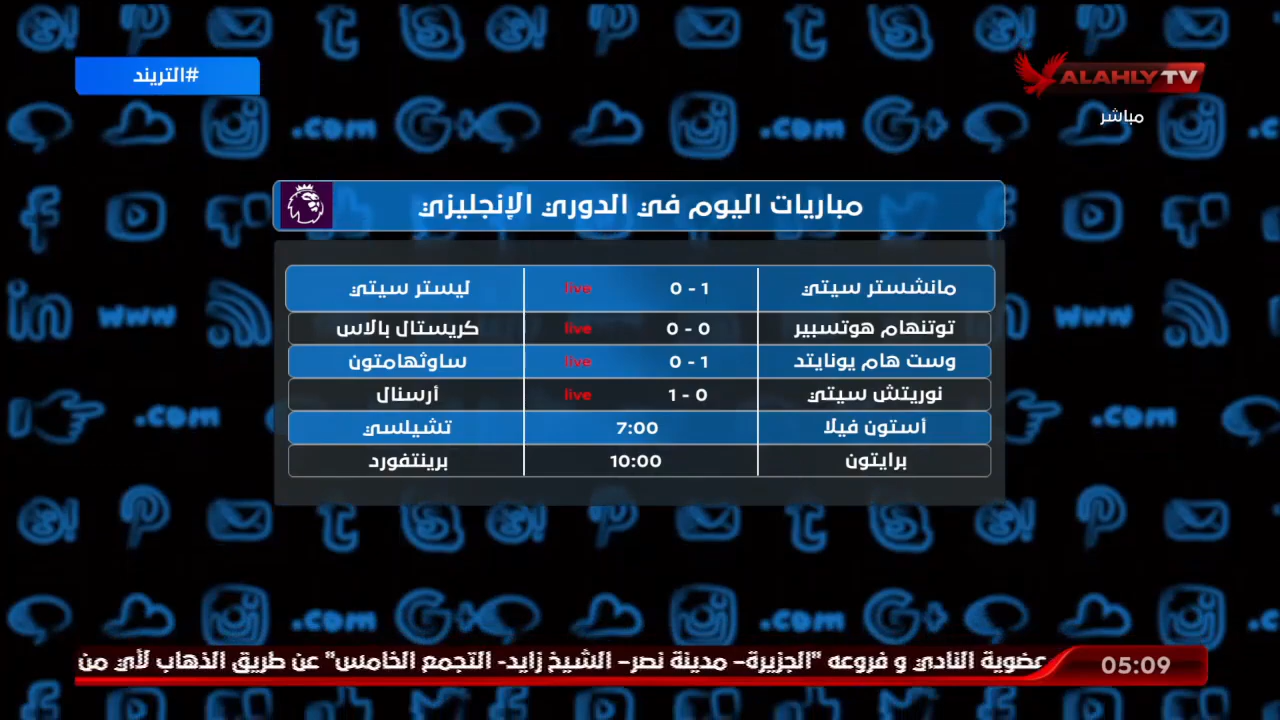 #التريند
ALAHLY TV
مباشر
مباريات اليوم في الدوري الإنجليزي
مانشستر سيتي 1 - 0 live ليستر سيتي
توتنهام هوتسبير 0 - 0 live كريستال بالاس
وست هام يونايتد 1 - 0 live ساوثهامتون
نوريتش سيتي 0 - 1 live أرسنال
أستون فيلا 7:00 تشيلسي
برايتون 10:00 برينتفورد
05:09
عضوية النادي و فروعه "الجزيرة– مدينة نصر– الشيخ زايد- التجمع الخامس" عن طريق الذهاب لأي من